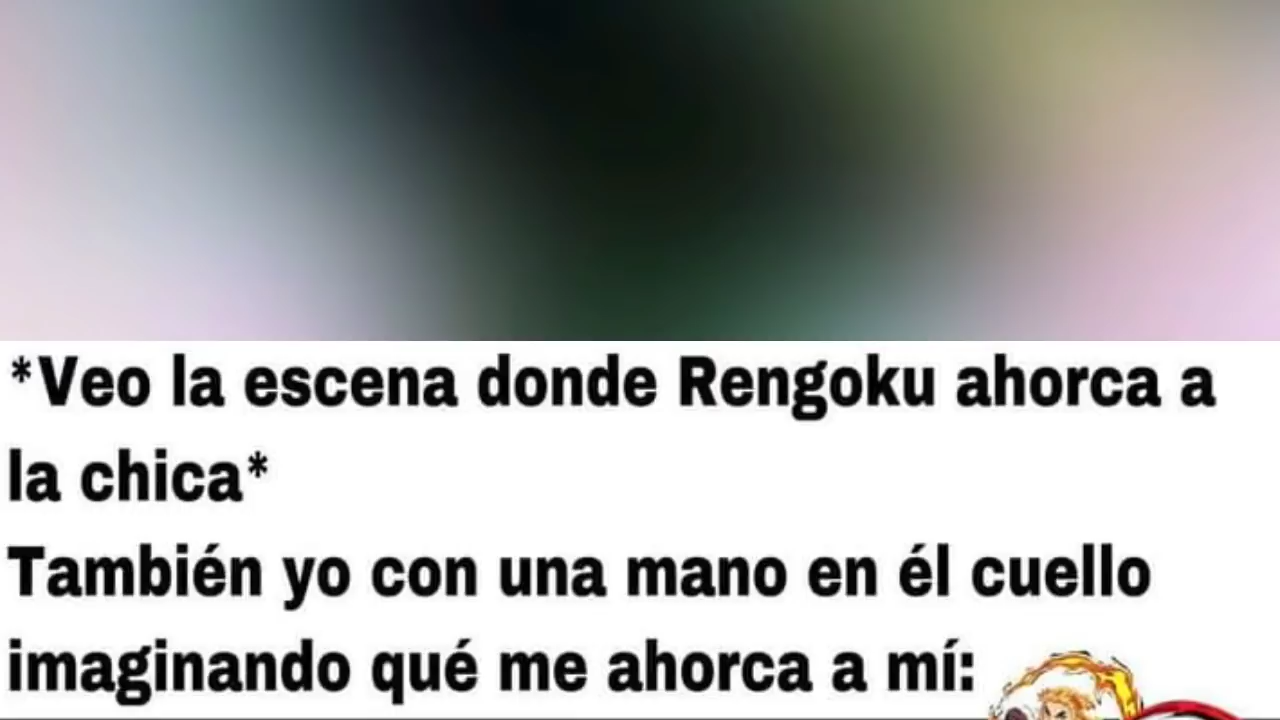 *Veo la escena donde Rengoku ahorca a
la chica*
También yo con una mano en él cuello
imaginando qué me ahorca a mí: